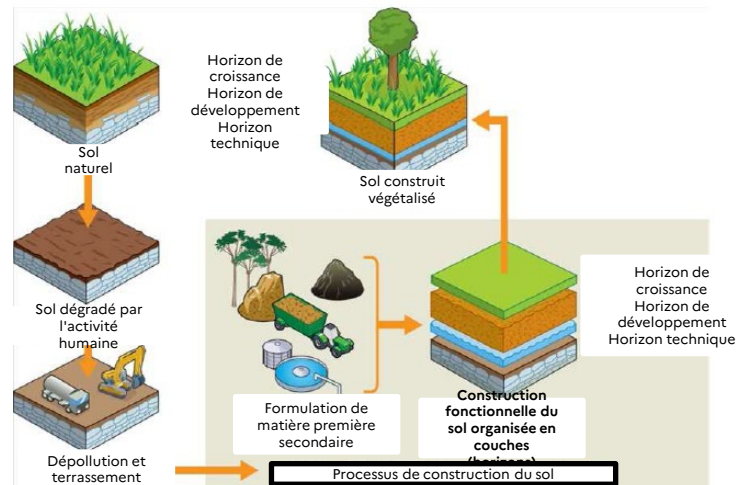 Sol
naturel
Horizon de
croissance
Horizon de
développement
Horizon
technique
Sol construit
végétalisé
Sol dégradé par
l'activité
humaine
Dépollution et
terrassement
Formulation de
matière première
secondaire
Construction
fonctionnelle du
sol organisée en
couches
(horizons)
Horizon de
croissance
Horizon de
développement
Horizon technique
Processus de construction du sol